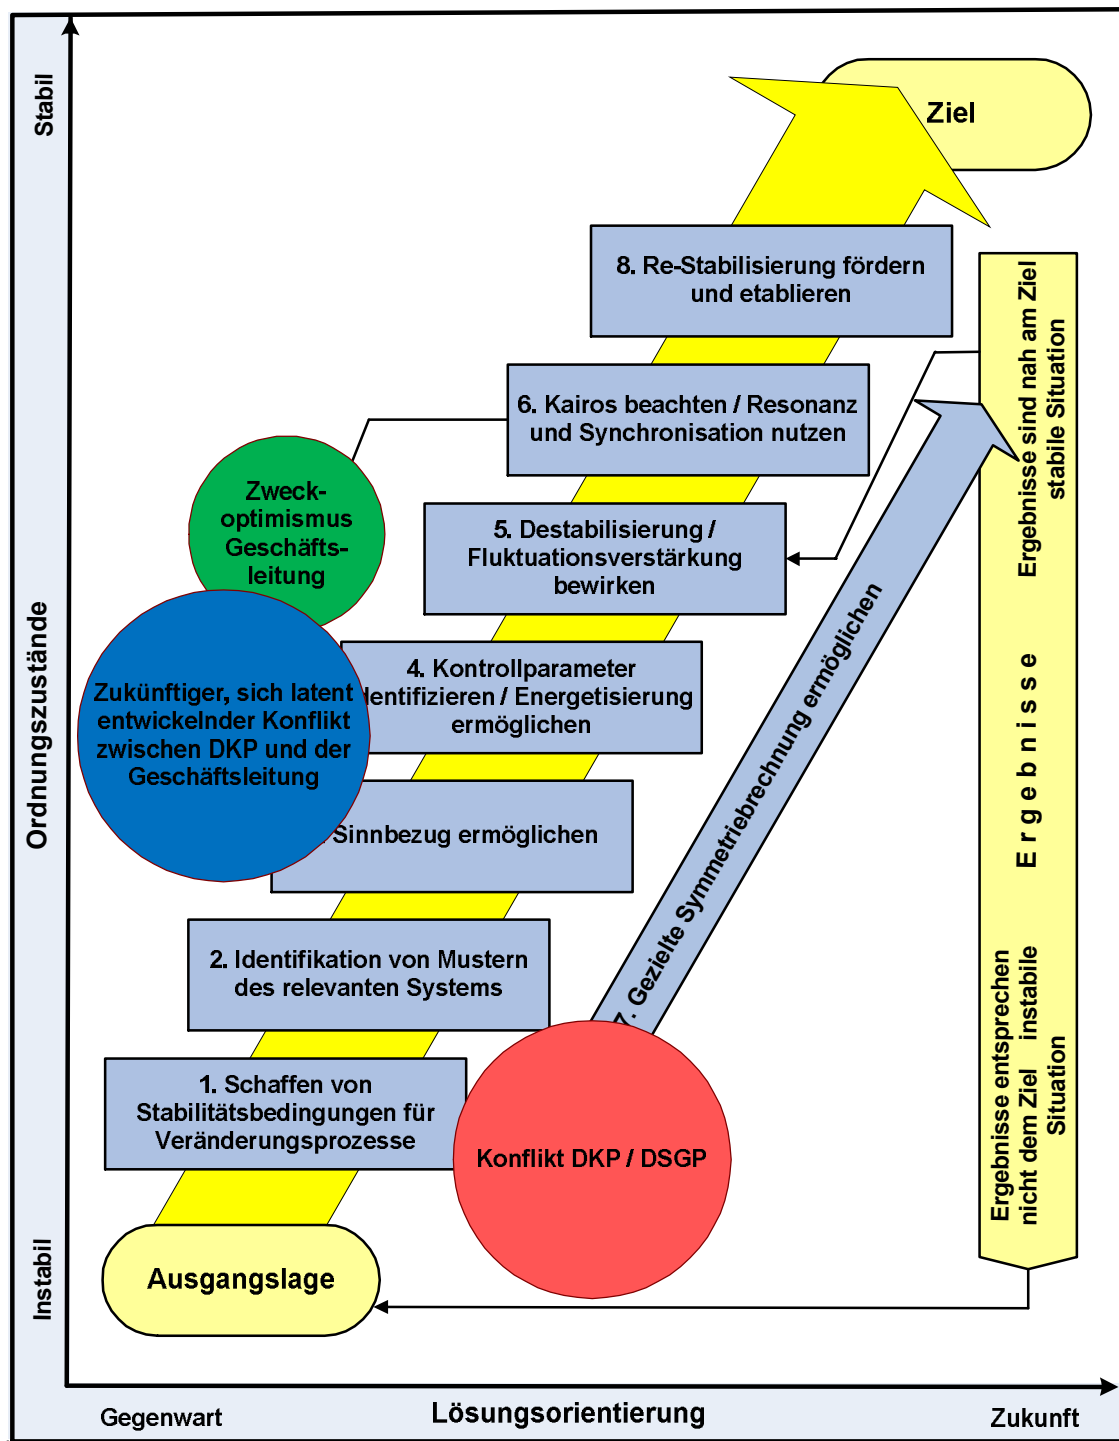 Stabil
Ziel
8. Re-Stabilisierung fördern
und etablieren
6. Kairos beachten / Resonanz
und Synchronisation nutzen
Zweck-
optimismus
Geschäfts-
leitung
5. Destabilisierung /
Fluktuationsverstärkung
bewirken
4. Kontrollparameter
dentifizieren / Energetisierung
ermöglichen
Zukünftiger, sich latent
entwickelnder Konflikt
zwischen DKP und der
Geschäftsleitung
Sinnbezug ermöglichen
2. Identifikation von Mustern
des relevanten Systems
1. Schaffen von
Stabilitätsbedingungen für
Veränderungsprozesse
Konflikt DKP / DSGP
7. Gezielte Symmetriebrechnung ermöglichen
Ergebnisse sind nah am Ziel
stabile Situation
Ergebnisse
Ergebnisse entsprechen
nicht dem Ziel instabile
Situation
Ausgangslage
Ordnungszustände
Instabil
Gegenwart
Lösungsorientierung
Zukunft